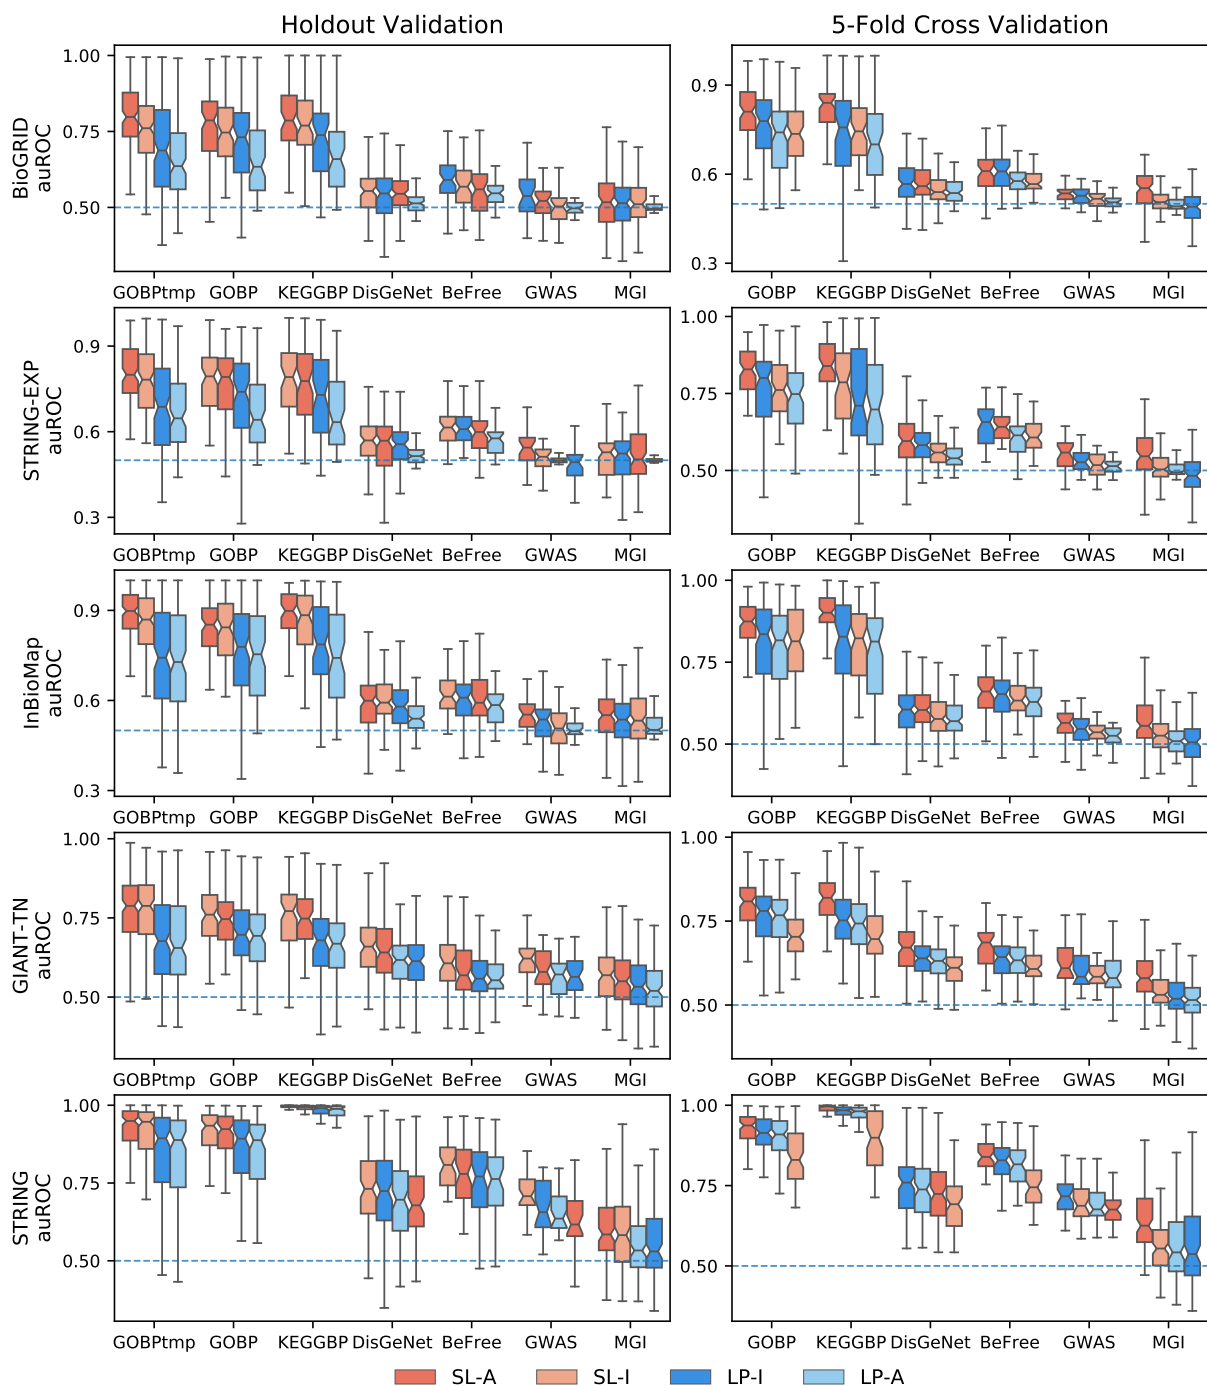 Holdout Validation
5-Fold Cross Validation
BioGRID
auROC
1.00
0.75
0.50
0.9
0.6
0.3
GOBPtmp GOBP KEGGBP DisGeNet BeFree GWAS MGI
GOBP KEGGBP DisGeNet BeFree GWAS MGI
STRING-EXP
auROC
0.9
0.6
0.3
1.00
0.75
0.50
GOBPtmp GOBP KEGGBP DisGeNet BeFree GWAS MGI
GOBP KEGGBP DisGeNet BeFree GWAS MGI
InBioMap
auROC
0.9
0.6
0.3
1.00
0.75
0.50
GOBPtmp GOBP KEGGBP DisGeNet BeFree GWAS MGI
GOBP KEGGBP DisGeNet BeFree GWAS MGI
GIANT-TN
auROC
1.00
0.75
0.50
1.00
0.75
0.50
GOBPtmp GOBP KEGGBP DisGeNet BeFree GWAS MGI
GOBP KEGGBP DisGeNet BeFree GWAS MGI
STRING
auROC
1.00
0.75
0.50
1.00
0.75
0.50
GOBPtmp GOBP KEGGBP DisGeNet BeFree GWAS MGI
GOBP KEGGBP DisGeNet BeFree GWAS MGI
SL-A SL-I LP-I LP-A